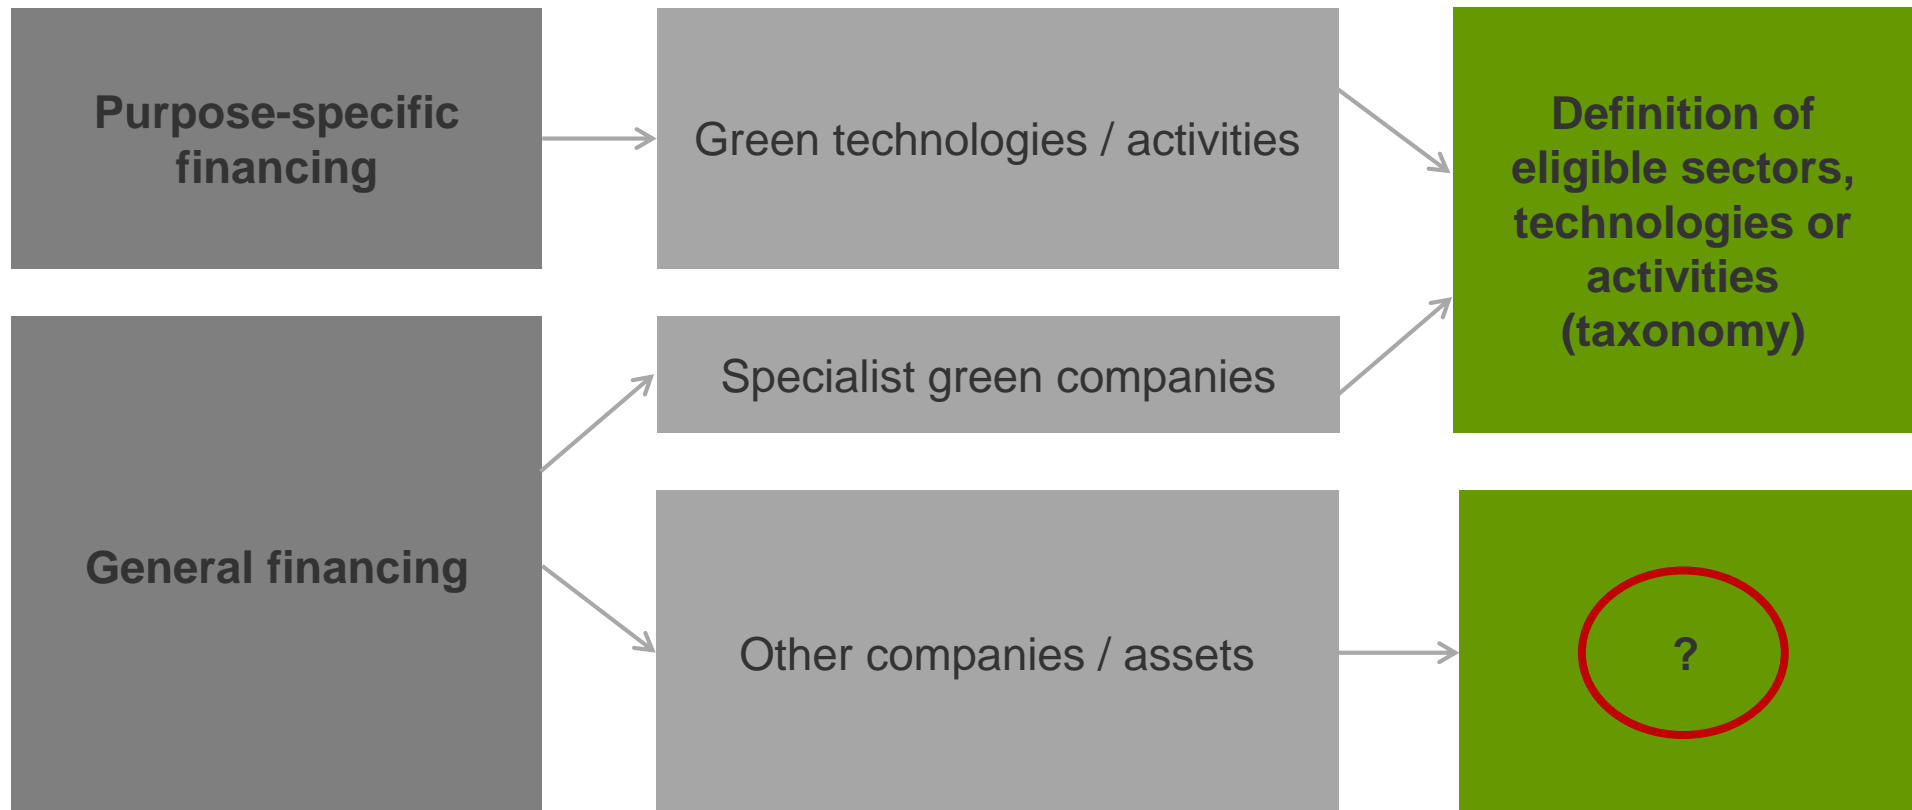 Purpose-specific
financing
Green technologies / activities
Definition of
eligible sectors,
technologies or
activities
(taxonomy)
Specialist green companies
General financing
Other companies / assets
?